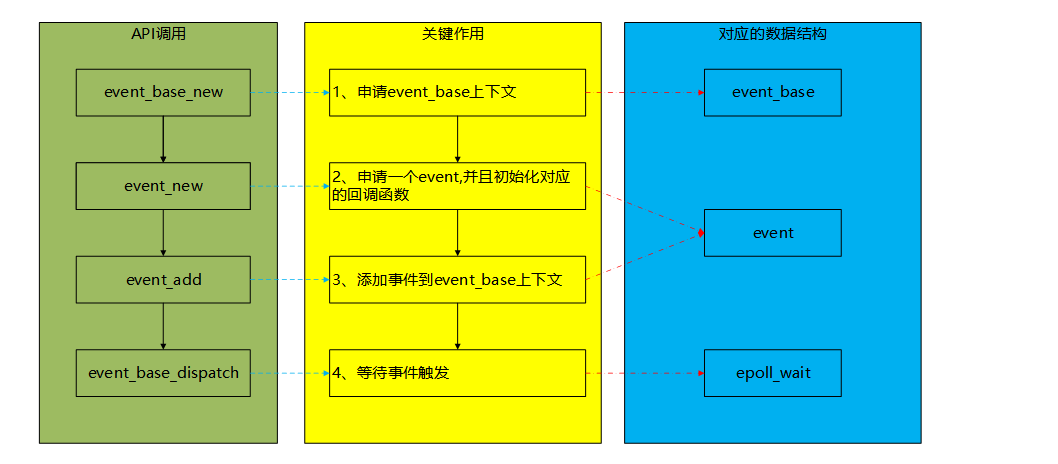 API调用
关键作用
对应的数据结构
event_base_new
1、申请event_base上下文
event_base
event_new
2、申请一个event,并且初始化对应
的回调函数
event
event_add
3、添加事件到event_base上下文
event_base_dispatch
4、等待事件触发
epoll_wait